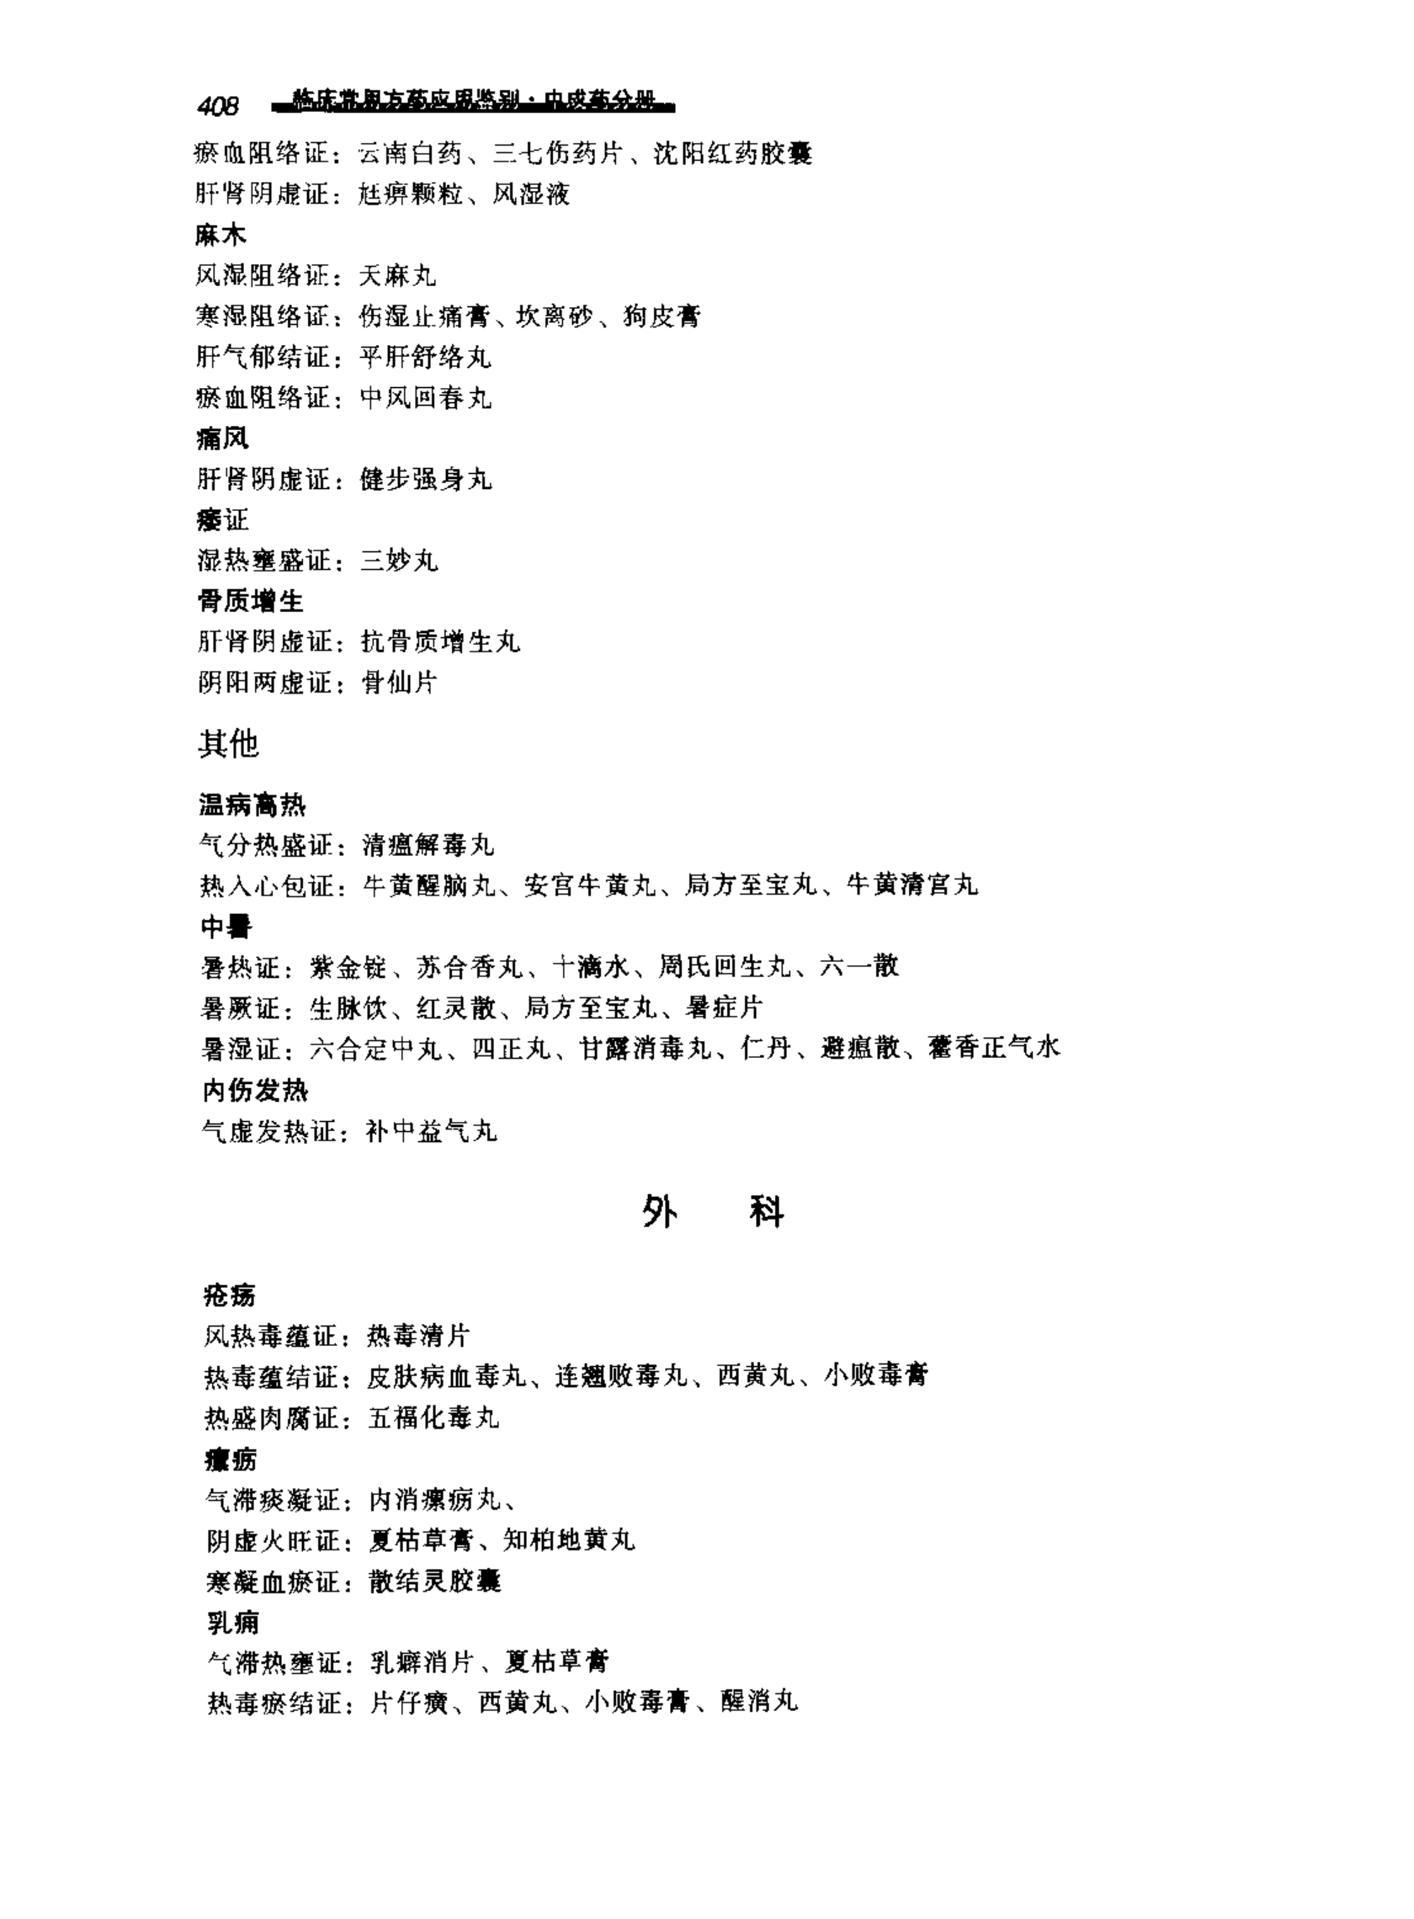 408 临床常用方药应用鉴别·中成药分册
瘀血阻络证：云南白药、三七伤药片、沈阳红药胶囊
肝肾阴虚证：尪痹颗粒、风湿液
麻木
风湿阻络证：天麻丸
寒湿阻络证：伤湿止痛膏、坎离砂、狗皮膏
肝气郁结证：平肝舒络丸
瘀血阻络证：中风回春丸
痛风
肝肾阴虚证：健步强身丸
痿证
湿热壅盛证：三妙丸
骨质增生
肝肾阴虚证：抗骨质增生丸
阴阳两虚证：骨仙片
其他
温病高热
气分热盛证：清瘟解毒丸
热入心包证：牛黄醒脑丸、安宫牛黄丸、局方至宝丸、牛黄清宫丸
中暑
暑热证：紫金锭、苏合香丸、十滴水、周氏回生丸、六一散
暑厥证：生脉饮、红灵散、局方至宝丸、暑症片
暑湿证：六合定中丸、四正丸、甘露消毒丸、仁丹、避瘟散、藿香正气水
内伤发热
气虚发热证：补中益气丸
外 科
疮疡
风热毒蕴证：热毒清片
热毒蕴结证：皮肤病血毒丸、连翘败毒丸、西黄丸、小败毒膏
热盛肉腐证：五福化毒丸
瘰疬
气滞痰凝证：内消瘰疬丸、
阴虚火旺证：夏枯草膏、知柏地黄丸
寒凝血瘀证：散结灵胶囊
乳痈
气滞热壅证：乳癖消片、夏枯草膏
热毒瘀结证：片仔癀、西黄丸、小败毒膏、醒消丸